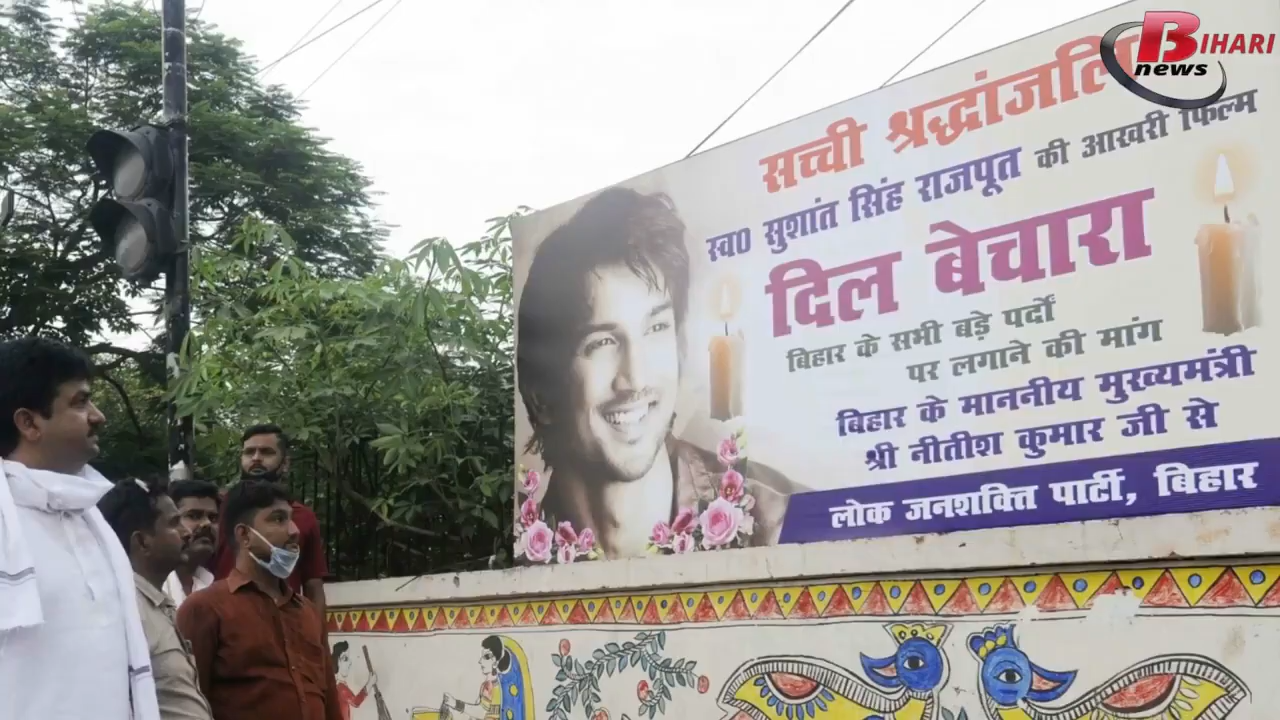 BIHARI
news
सच्ची श्रद्धांजलि
स्व0 सुशांत सिंह राजपूत की आखरी फिल्म
दिल बेचारा
बिहार के सभी बड़े पर्दों
पर लगाने की मांग
बिहार के माननीय मुख्यमंत्री
श्री नीतीश कुमार जी से
लोक जनशक्ति पार्टी, बिहार